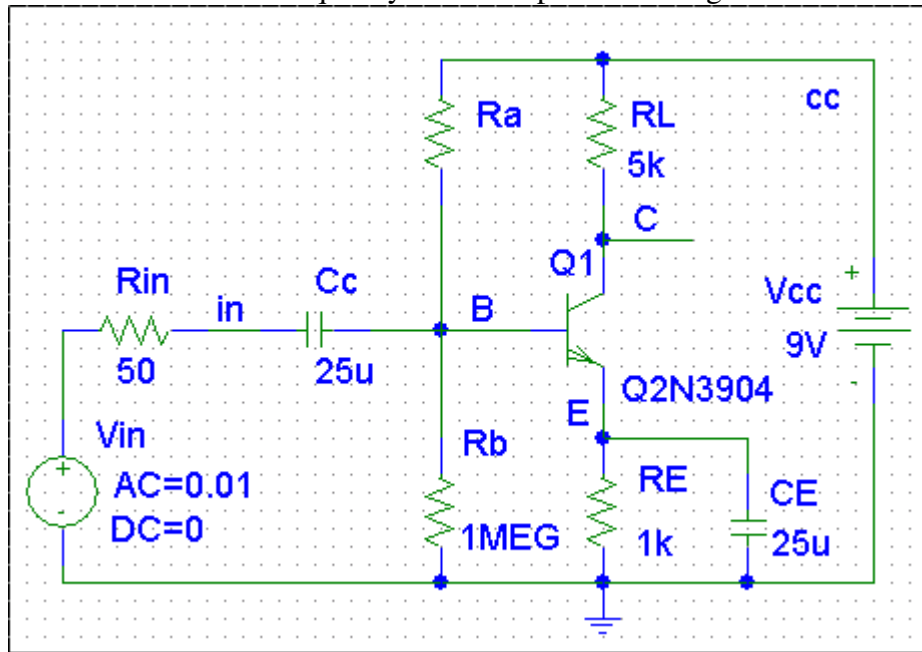 Ra
RL
5k
cc
C
Q1
Rin
in
Cc
B
50
25u
Vcc
+
9V
-
Q2N3904
E
Vin
+
-
AC=0.01
DC=0
Rb
1MEG
RE
1k
CE
25u